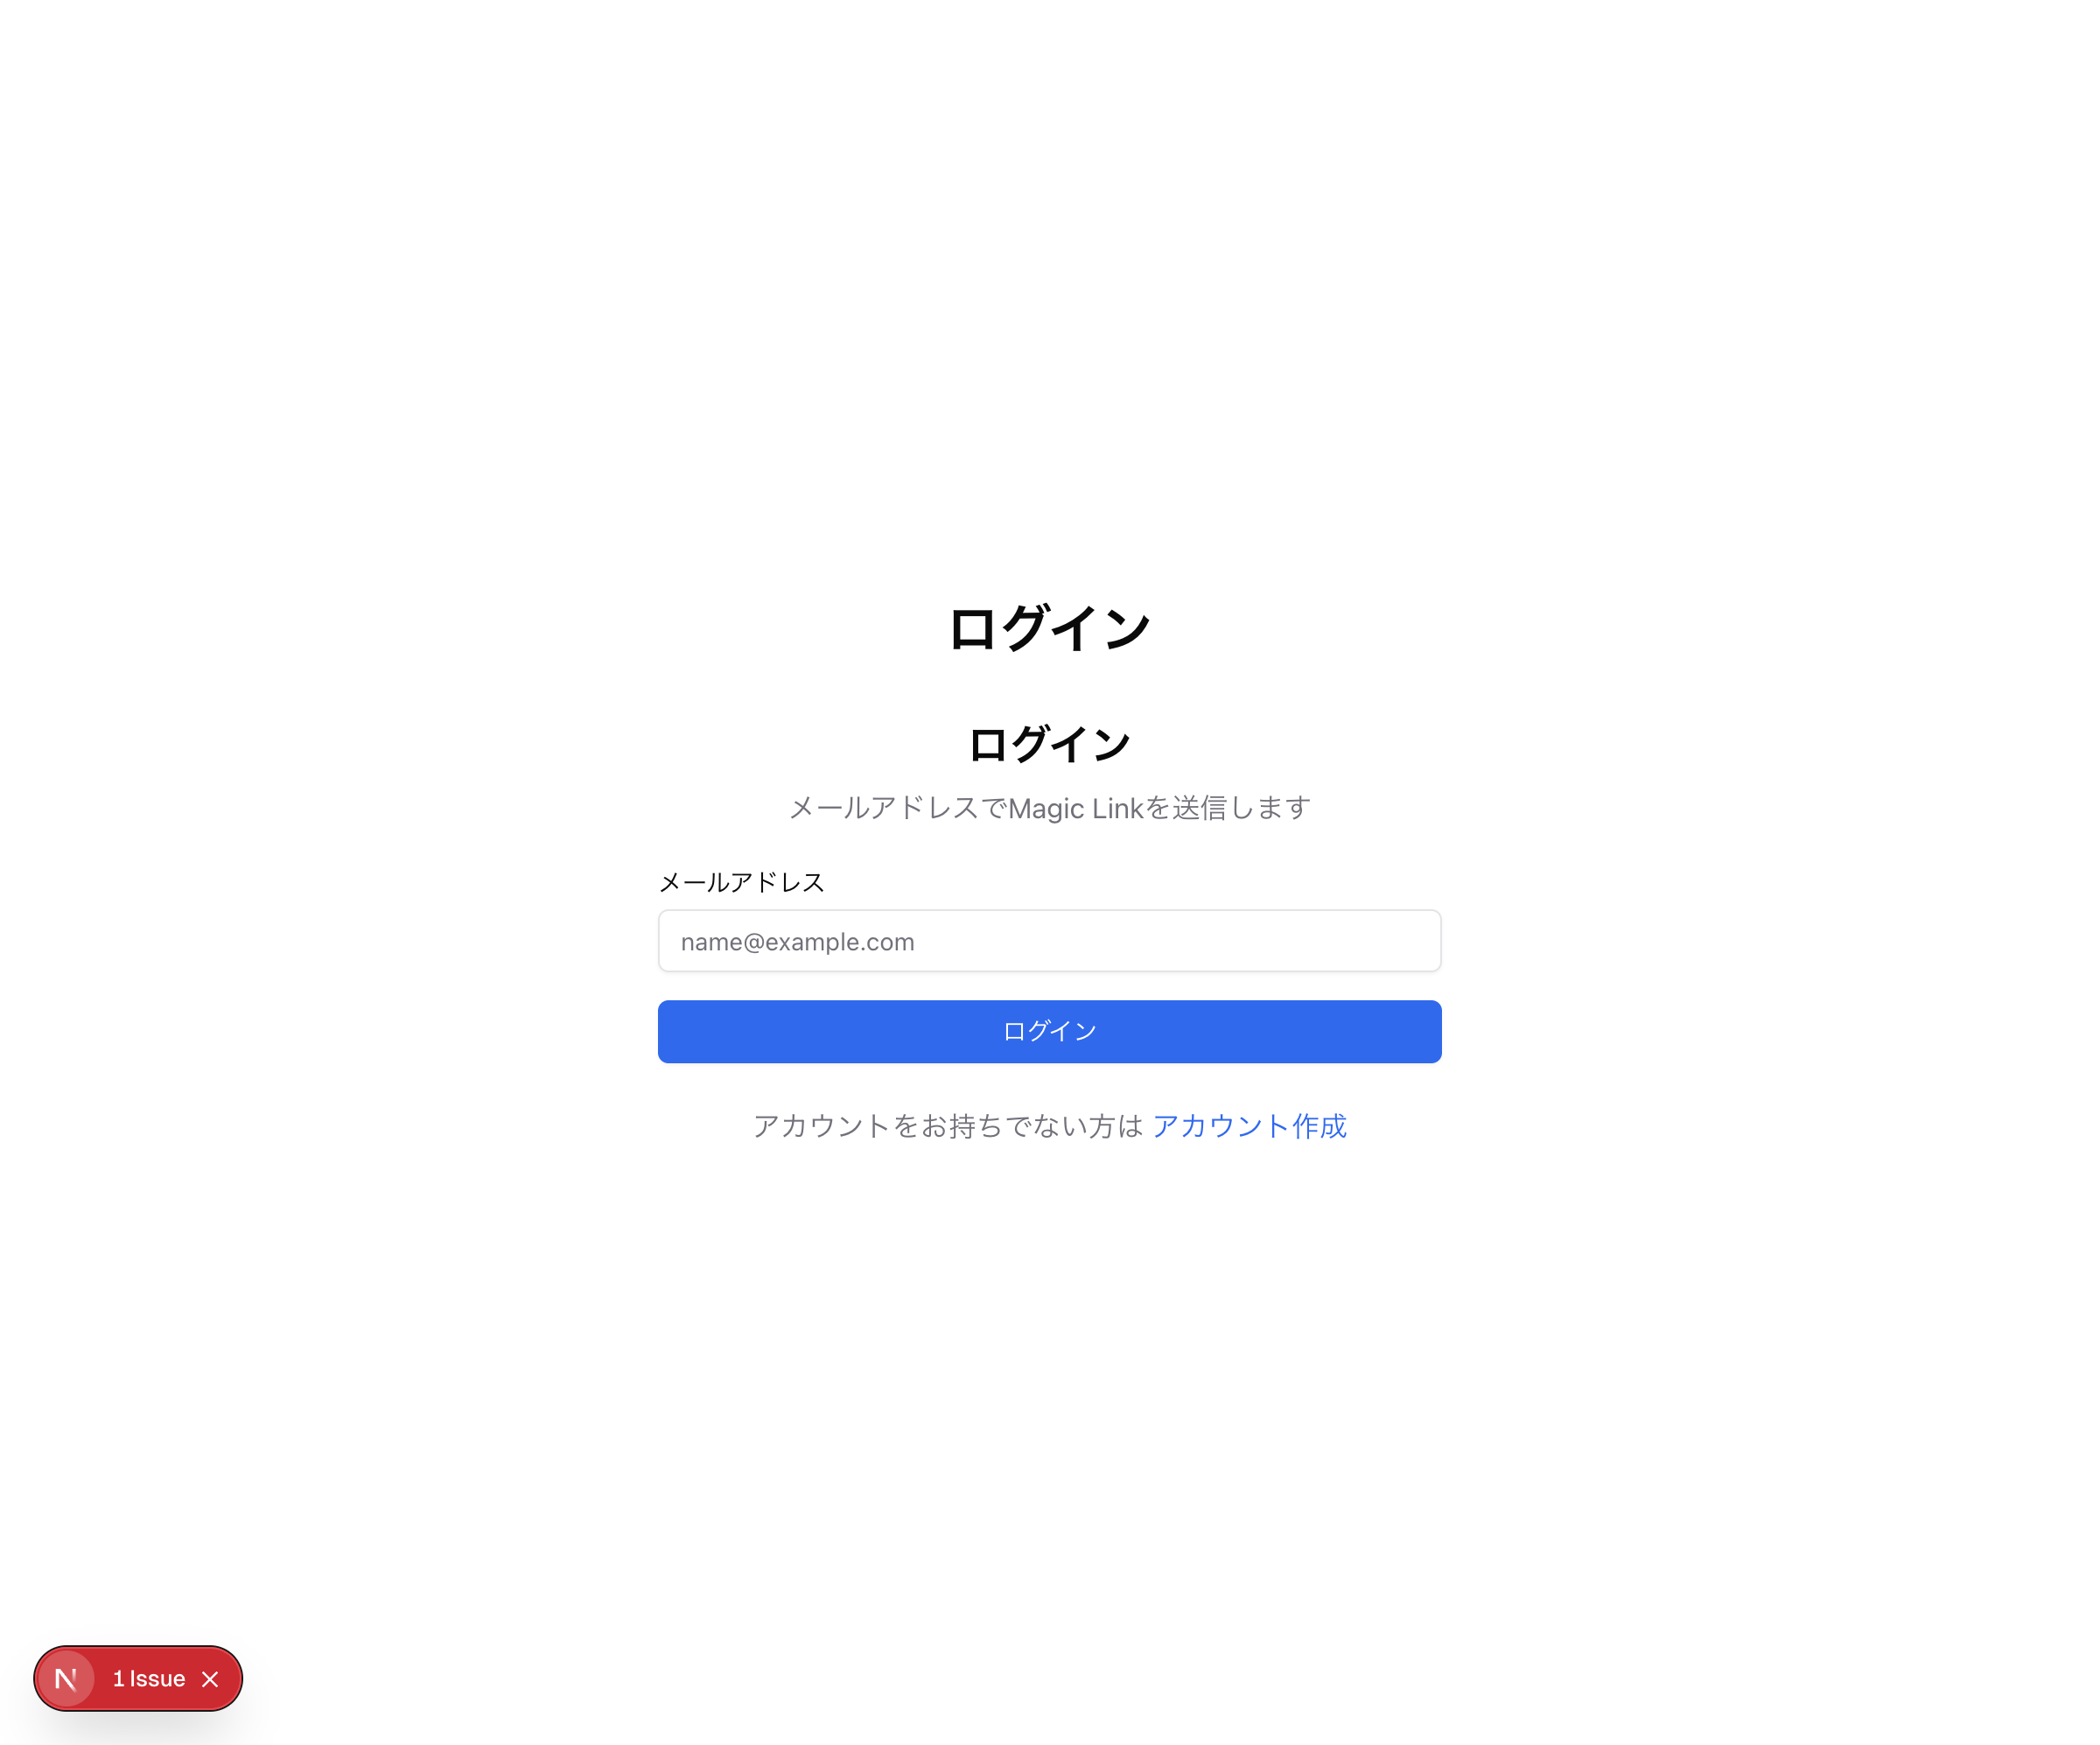 ログイン
ログイン
メールアドレスでMagic Linkを送信します
メールアドレス
name@example.com
ログイン
アカウントをお持ちでない方は アカウント作成
N 1 Issue